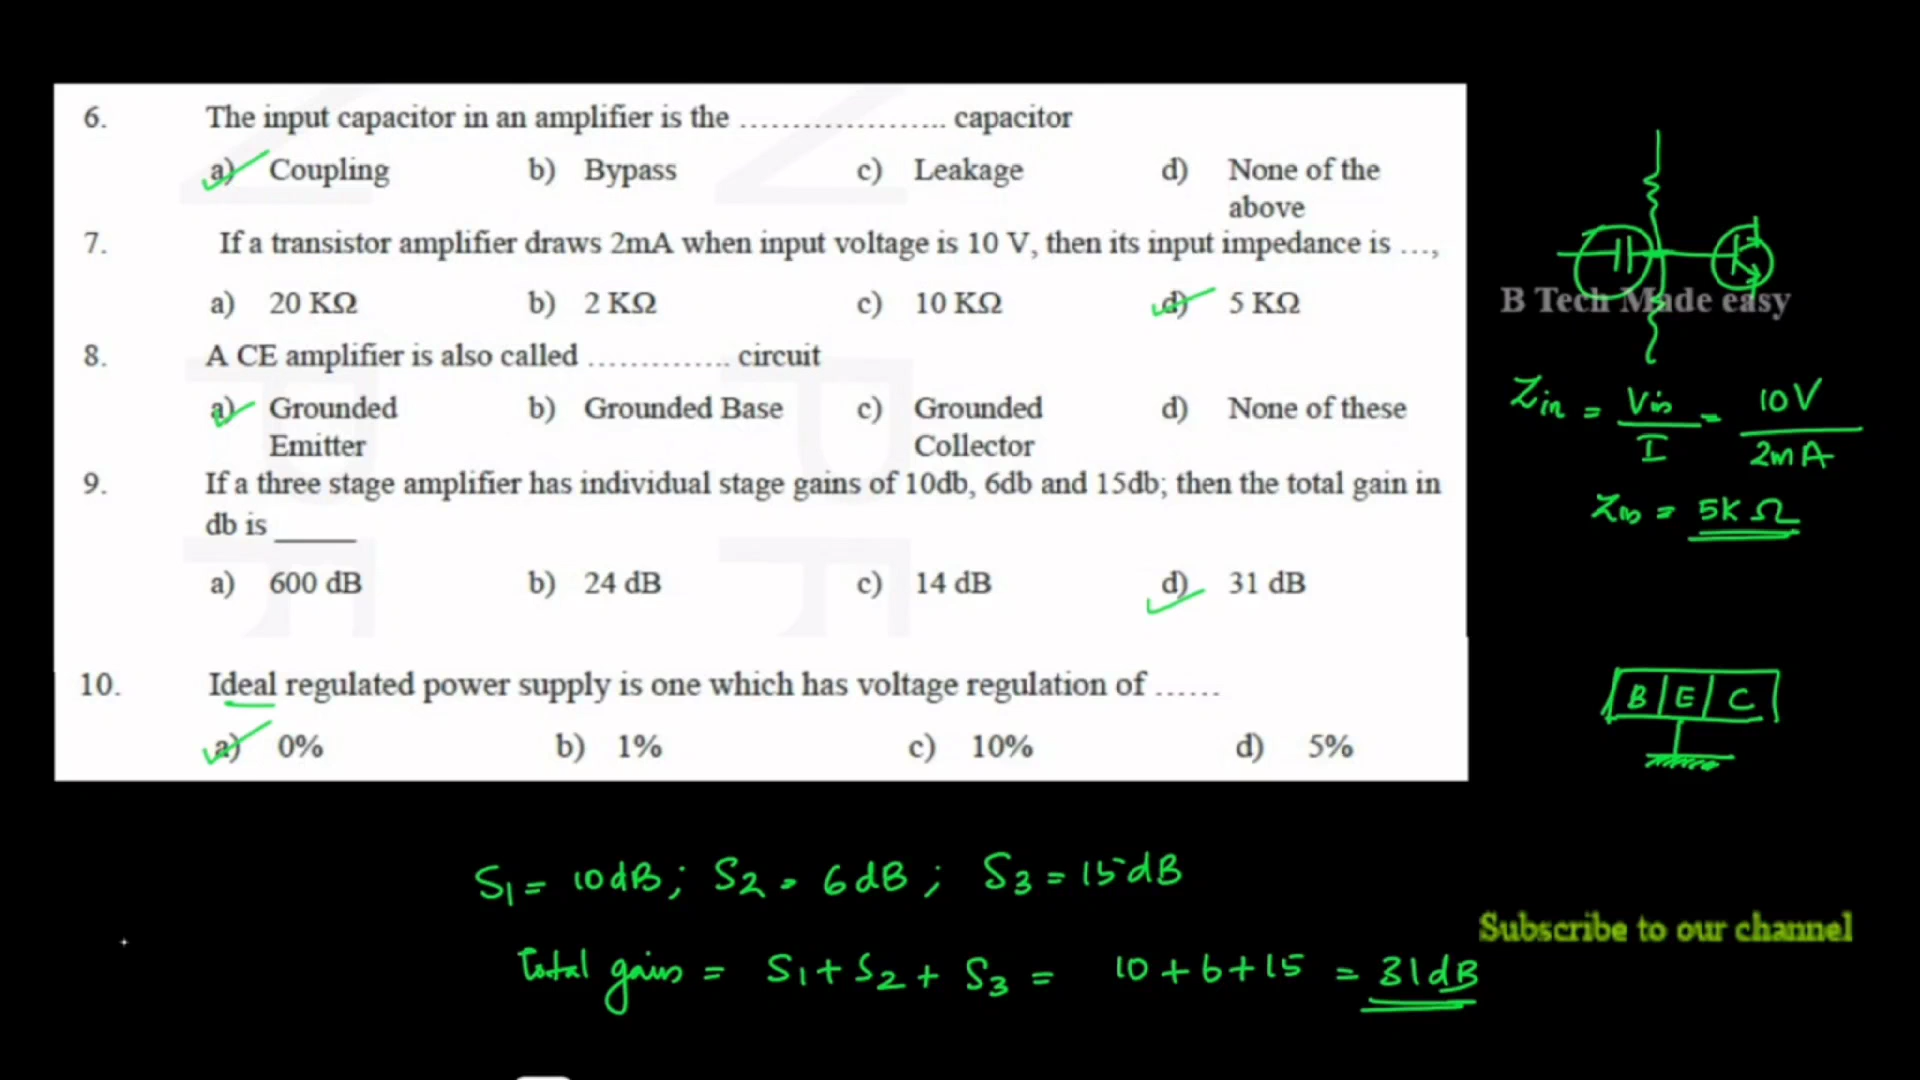 6. The input capacitor in an amplifier is the .................... capacitor
a) Coupling b) Bypass c) Leakage d) None of the
above
7. If a transistor amplifier draws 2mA when input voltage is 10 V, then its input impedance is ...,
a) 20 KΩ b) 2 KΩ c) 10 KΩ d) 5 KΩ
B Tech Made easy
8. A CE amplifier is also called .............. circuit
a) Grounded b) Grounded Base c) Grounded d) None of these
Emitter Collector
Zin = Vin/I = 10V/2mA
Zin = 5K Ω
9. If a three stage amplifier has individual stage gains of 10db, 6db and 15db; then the total gain in
db is ______
a) 600 dB b) 24 dB c) 14 dB d) 31 dB
10. Ideal regulated power supply is one which has voltage regulation of ......
B E C
a) 0% b) 1% c) 10% d) 5%
S1 = 10dB; S2 = 6dB; S3 = 15dB
Subscribe to our channel
Total gain = S1 + S2 + S3 = 10 + 6 + 15 = 31dB